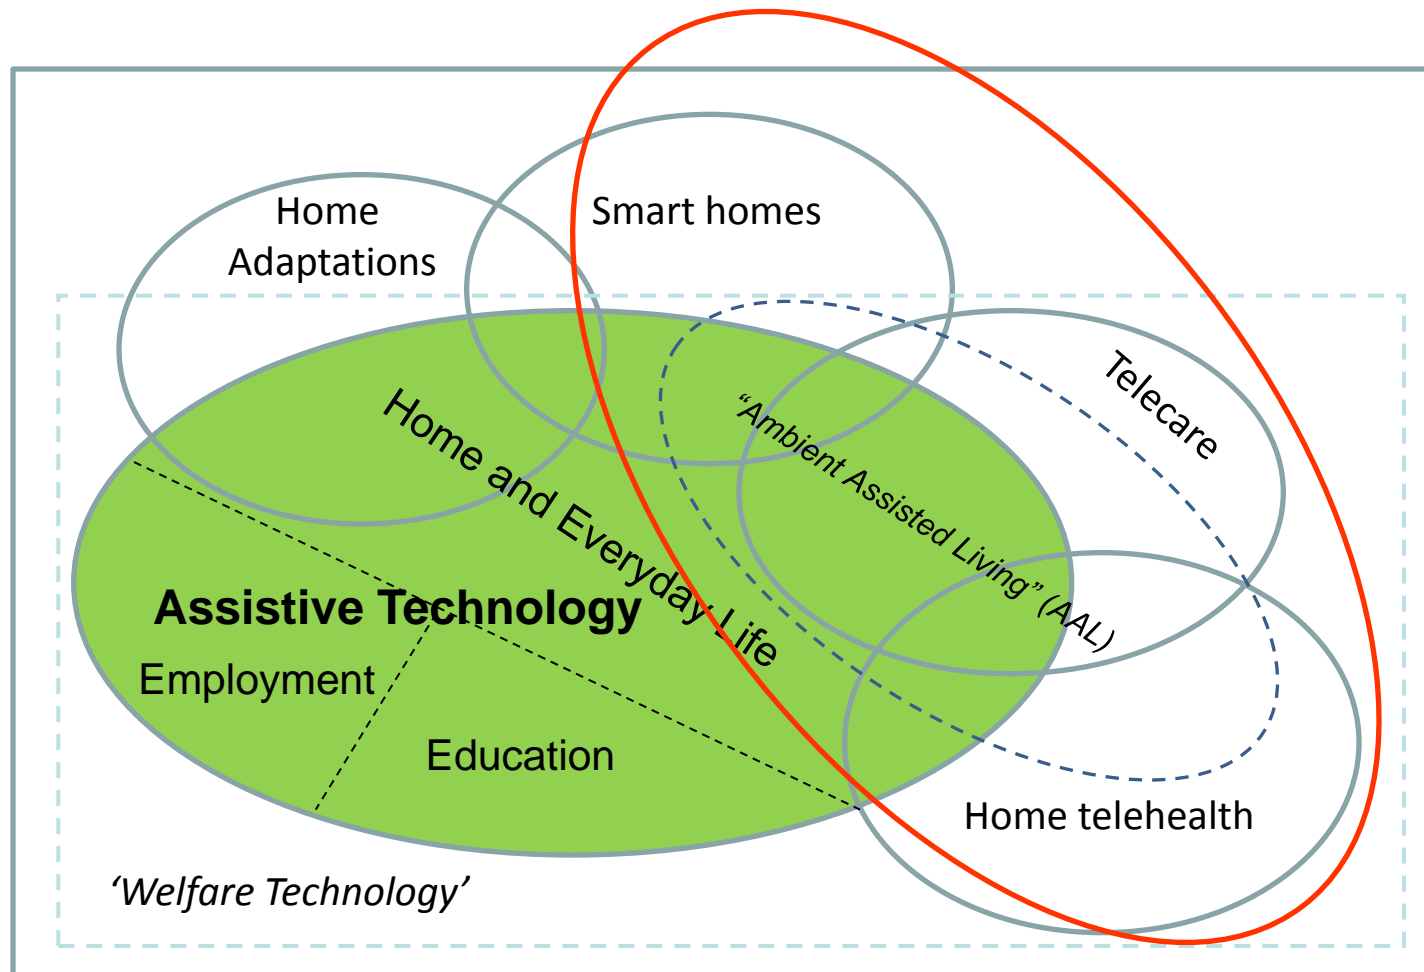 Home
Adaptations
Smart homes
Telecare
“Ambient Assisted Living” (AAL)
Home and Everyday Life
Assistive Technology
Employment
Education
Home telehealth
‘Welfare Technology’